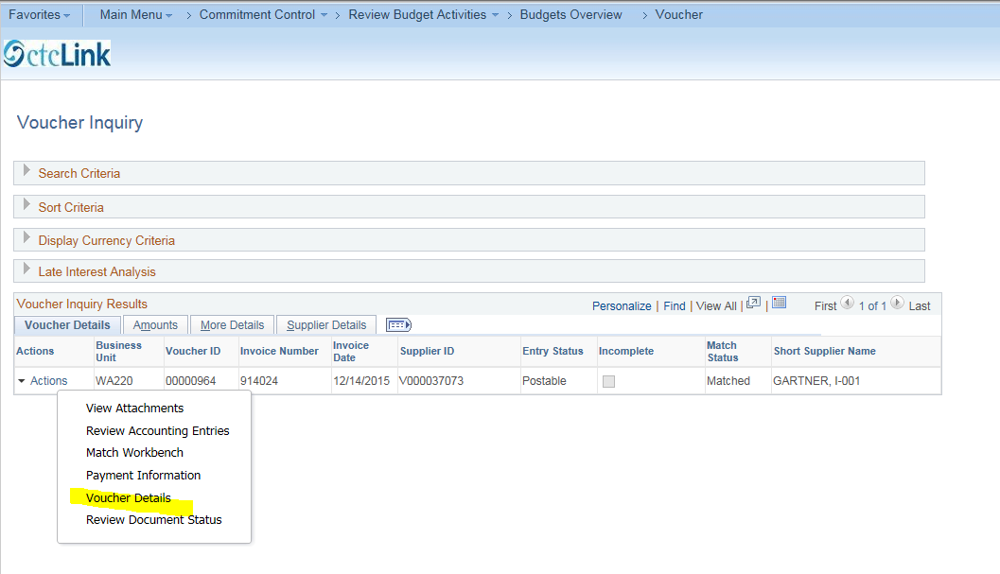 Favorites Main Menu > Commitment Control > Review Budget Activities > Budgets Overview > Voucher
ctcLink
Voucher Inquiry
Search Criteria
Sort Criteria
Display Currency Criteria
Late Interest Analysis
Voucher Inquiry Results Personalize | Find | View All | | First 1 of 1 Last
Voucher Details Amounts More Details Supplier Details
Actions Business Unit Voucher ID Invoice Number Invoice Date Supplier ID Entry Status Incomplete Match Status Short Supplier Name
Actions WA220 00000964 914024 12/14/2015 V000037073 Postable Matched GARTNER, I-001
View Attachments
Review Accounting Entries
Match Workbench
Payment Information
Voucher Details
Review Document Status